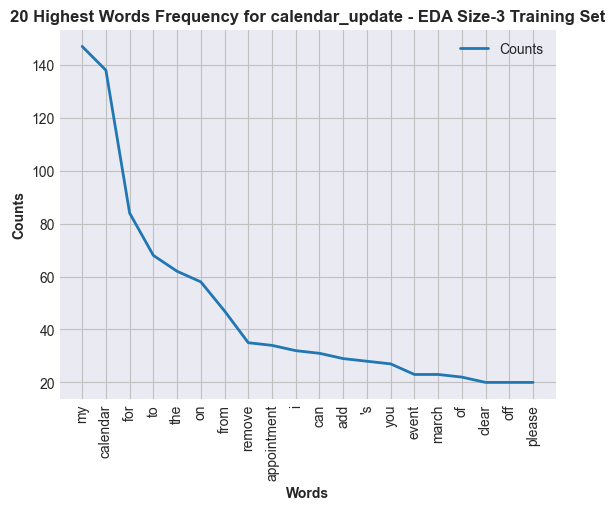 20 Highest Words Frequency for calendar_update - EDA Size-3 Training Set
Counts
140
120
100
80
60
40
20
Counts
my
calendar
for
to
the
on
from
remove
appointment
i
can
add
's
you
event
march
of
clear
off
please
Words